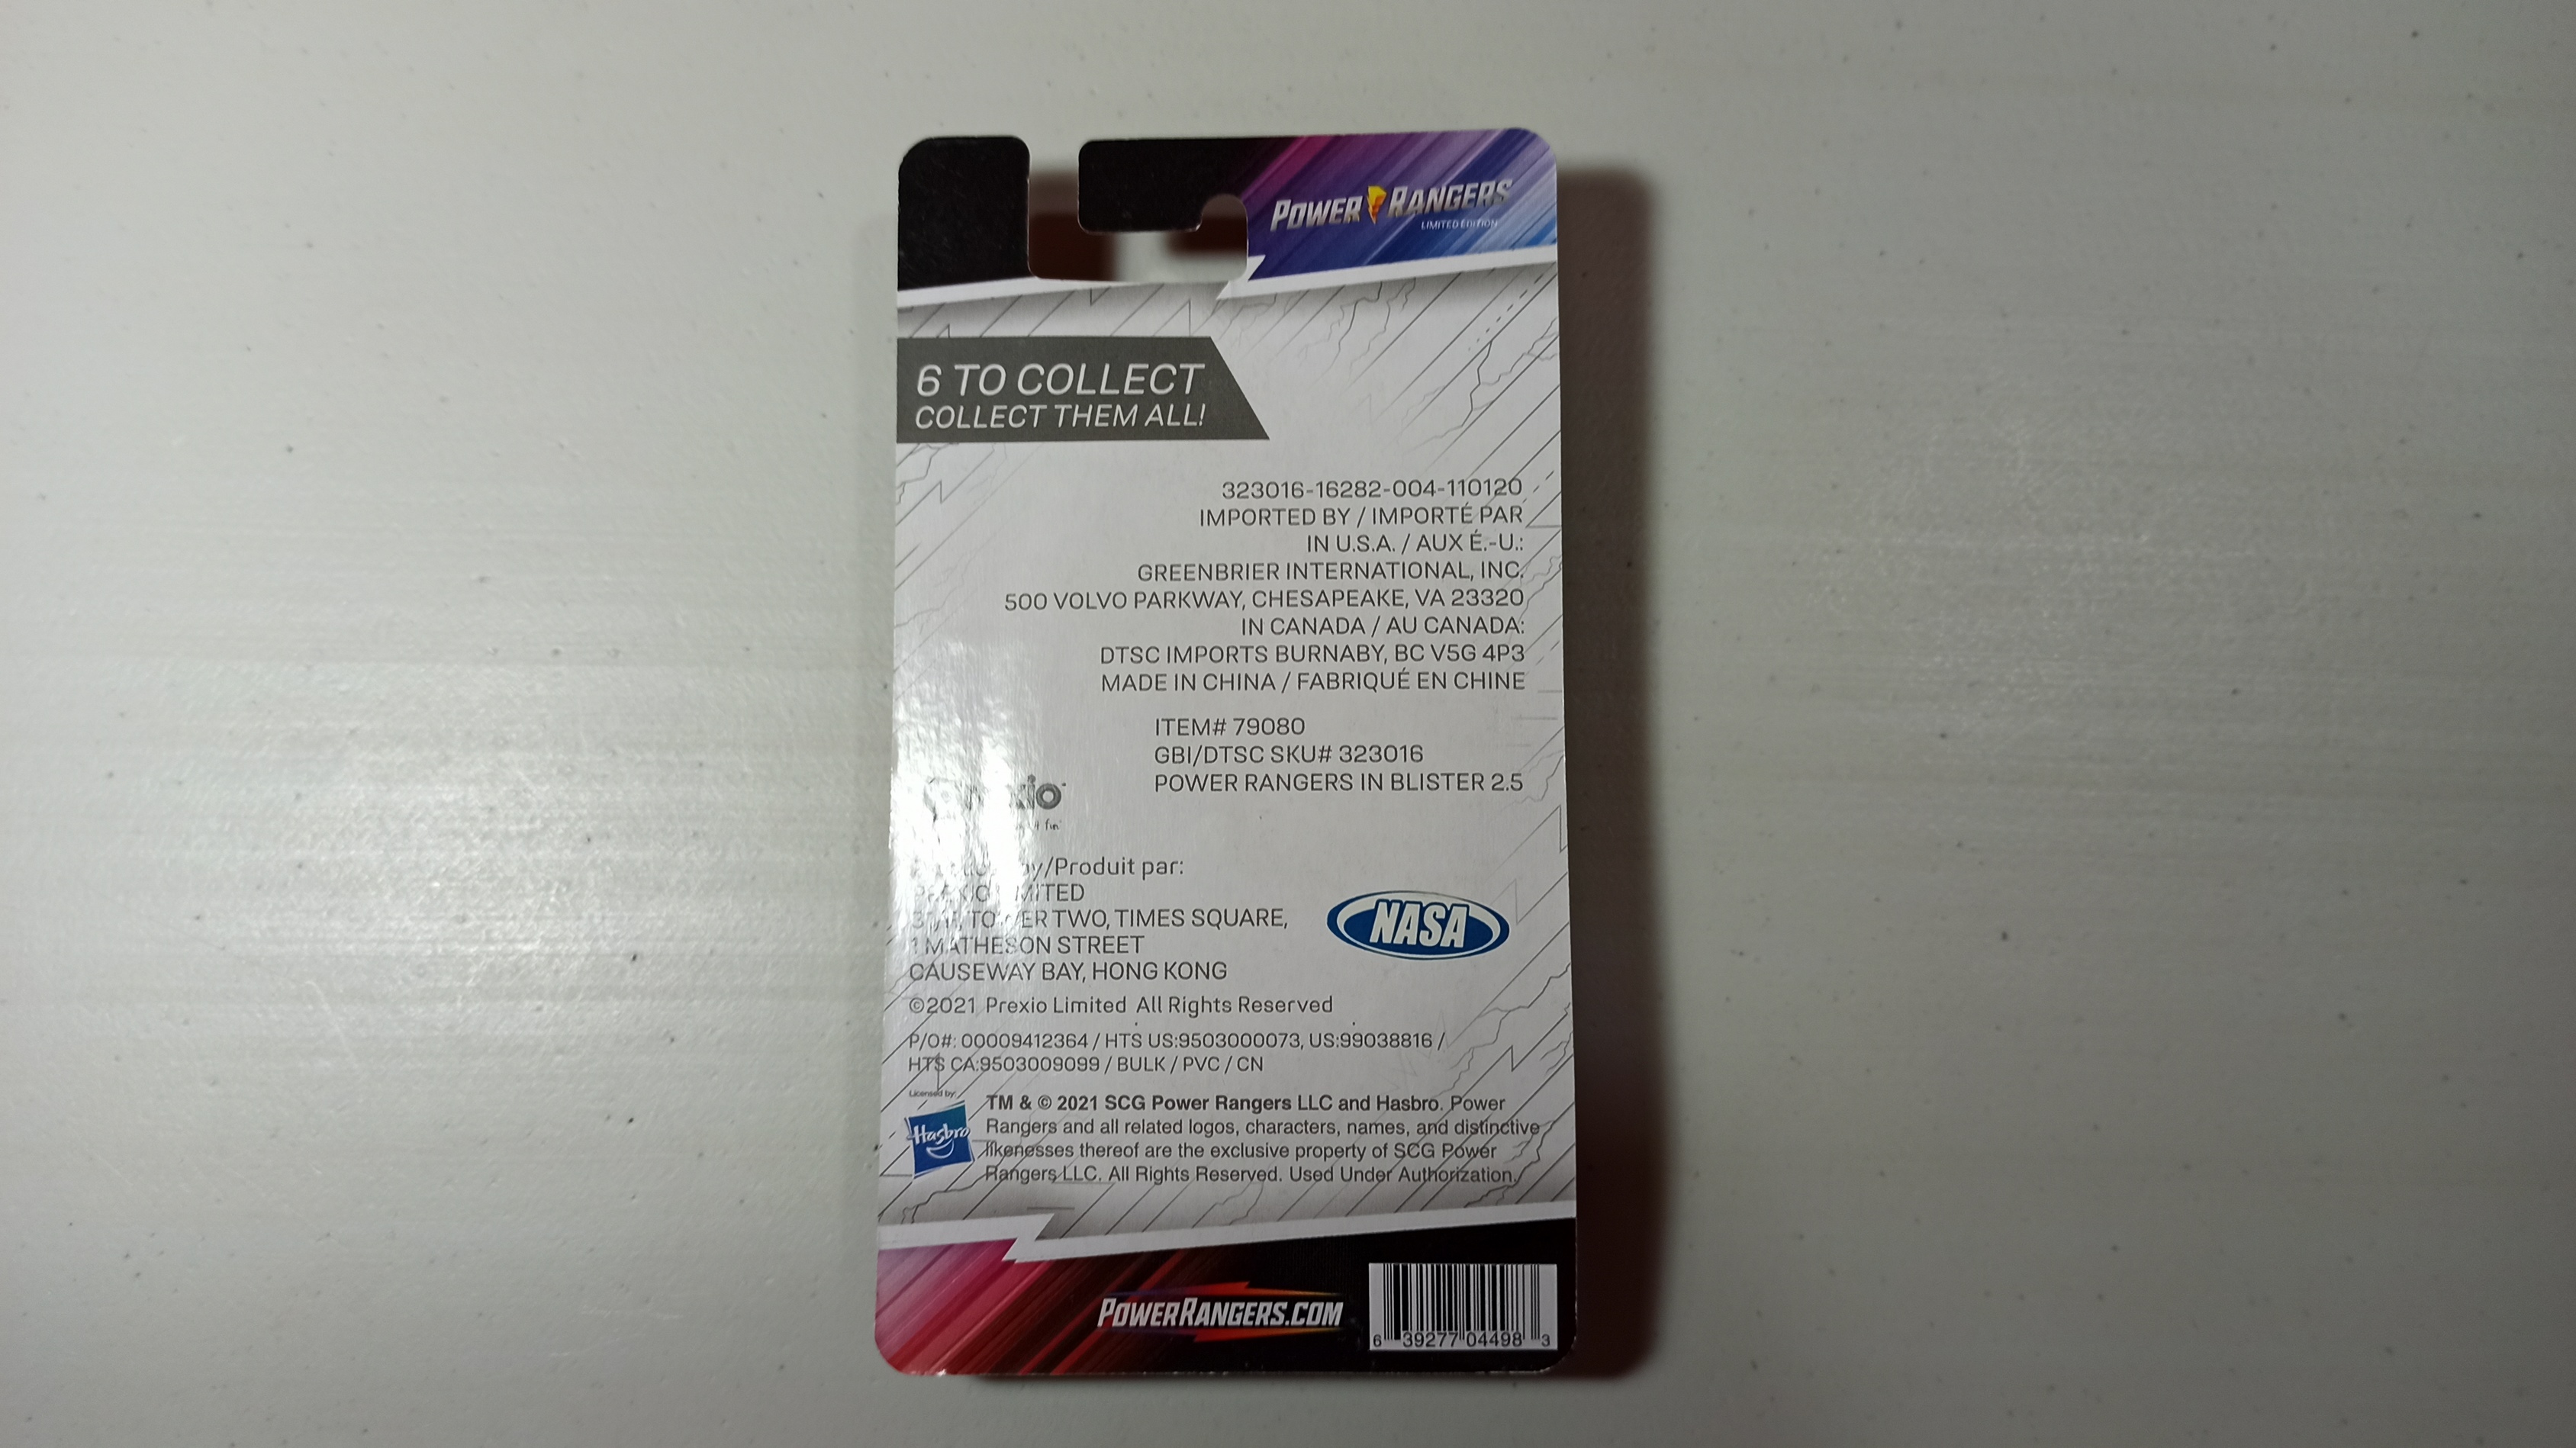 POWER RANGERS
LIMITED EDITION
6 TO COLLECT
COLLECT THEM ALL!
323016-16282-004-110120
IMPORTED BY / IMPORTÉ PAR
IN U.S.A. / AUX É.-U.:
GREENBRIER INTERNATIONAL, INC.
500 VOLVO PARKWAY, CHESAPEAKE, VA 23320
IN CANADA / AU CANADA:
DTSC IMPORTS BURNABY, BC V5G 4P3
MADE IN CHINA / FABRIQUÉ EN CHINE
ITEM# 79080
GBI/DTSC SKU# 323016
POWER RANGERS IN BLISTER 2.5
by/Produit par:
LIMITED
TOWER TWO, TIMES SQUARE,
1 MATHESON STREET
CAUSEWAY BAY, HONG KONG
NASA
©2021 Prexio Limited All Rights Reserved
P/O#: 00009412364 / HTS US:9503000073, US:99038816 /
HTS CA:9503009099 / BULK / PVC / CN
Licensed by:
Hasbro
TM & © 2021 SCG Power Rangers LLC and Hasbro. Power
Rangers and all related logos, characters, names, and distinctive
likenesses thereof are the exclusive property of SCG Power
Rangers LLC. All Rights Reserved. Used Under Authorization.
POWERRANGERS.COM
6 39277 04498 3